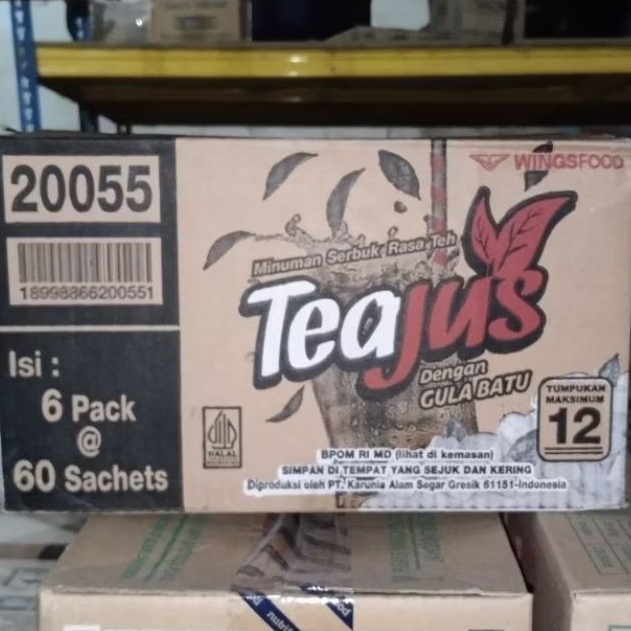 20055
18998866200551
Isi :
6 Pack
@
60 Sachets
WINGSFOOD
Minuman Serbuk Rasa Teh
TeaJus
Dengan
GULA BATU
HALAL
TUMPUKAN
MAKSIMUM
12
BPOM RI MD (lihat di kemasan)
SIMPAN DI TEMPAT YANG SEJUK DAN KERING
Diproduksi oleh PT. Karunia Alam Segar Gresik 61151-Indonesia